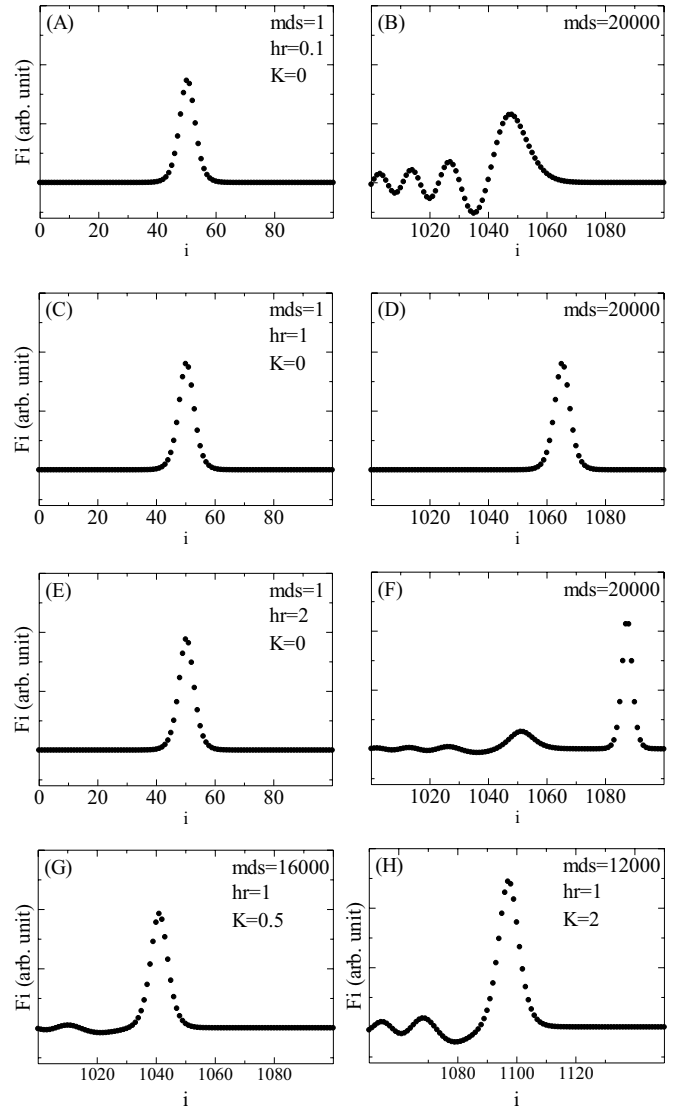 (A)
mds=1
hr=0.1
K=0
Fi (arb. unit)
0 20 40 60 80
i
(B)
mds=20000
1020 1040 1060 1080
i
(C)
mds=1
hr=1
K=0
Fi (arb. unit)
0 20 40 60 80
i
(D)
mds=20000
1020 1040 1060 1080
i
(E)
mds=1
hr=2
K=0
Fi (arb. unit)
0 20 40 60 80
i
(F)
mds=20000
1020 1040 1060 1080
i
(G)
mds=16000
hr=1
K=0.5
Fi (arb. unit)
1020 1040 1060 1080
i
(H)
mds=12000
hr=1
K=2
Fi (arb. unit)
1080 1100 1120
i